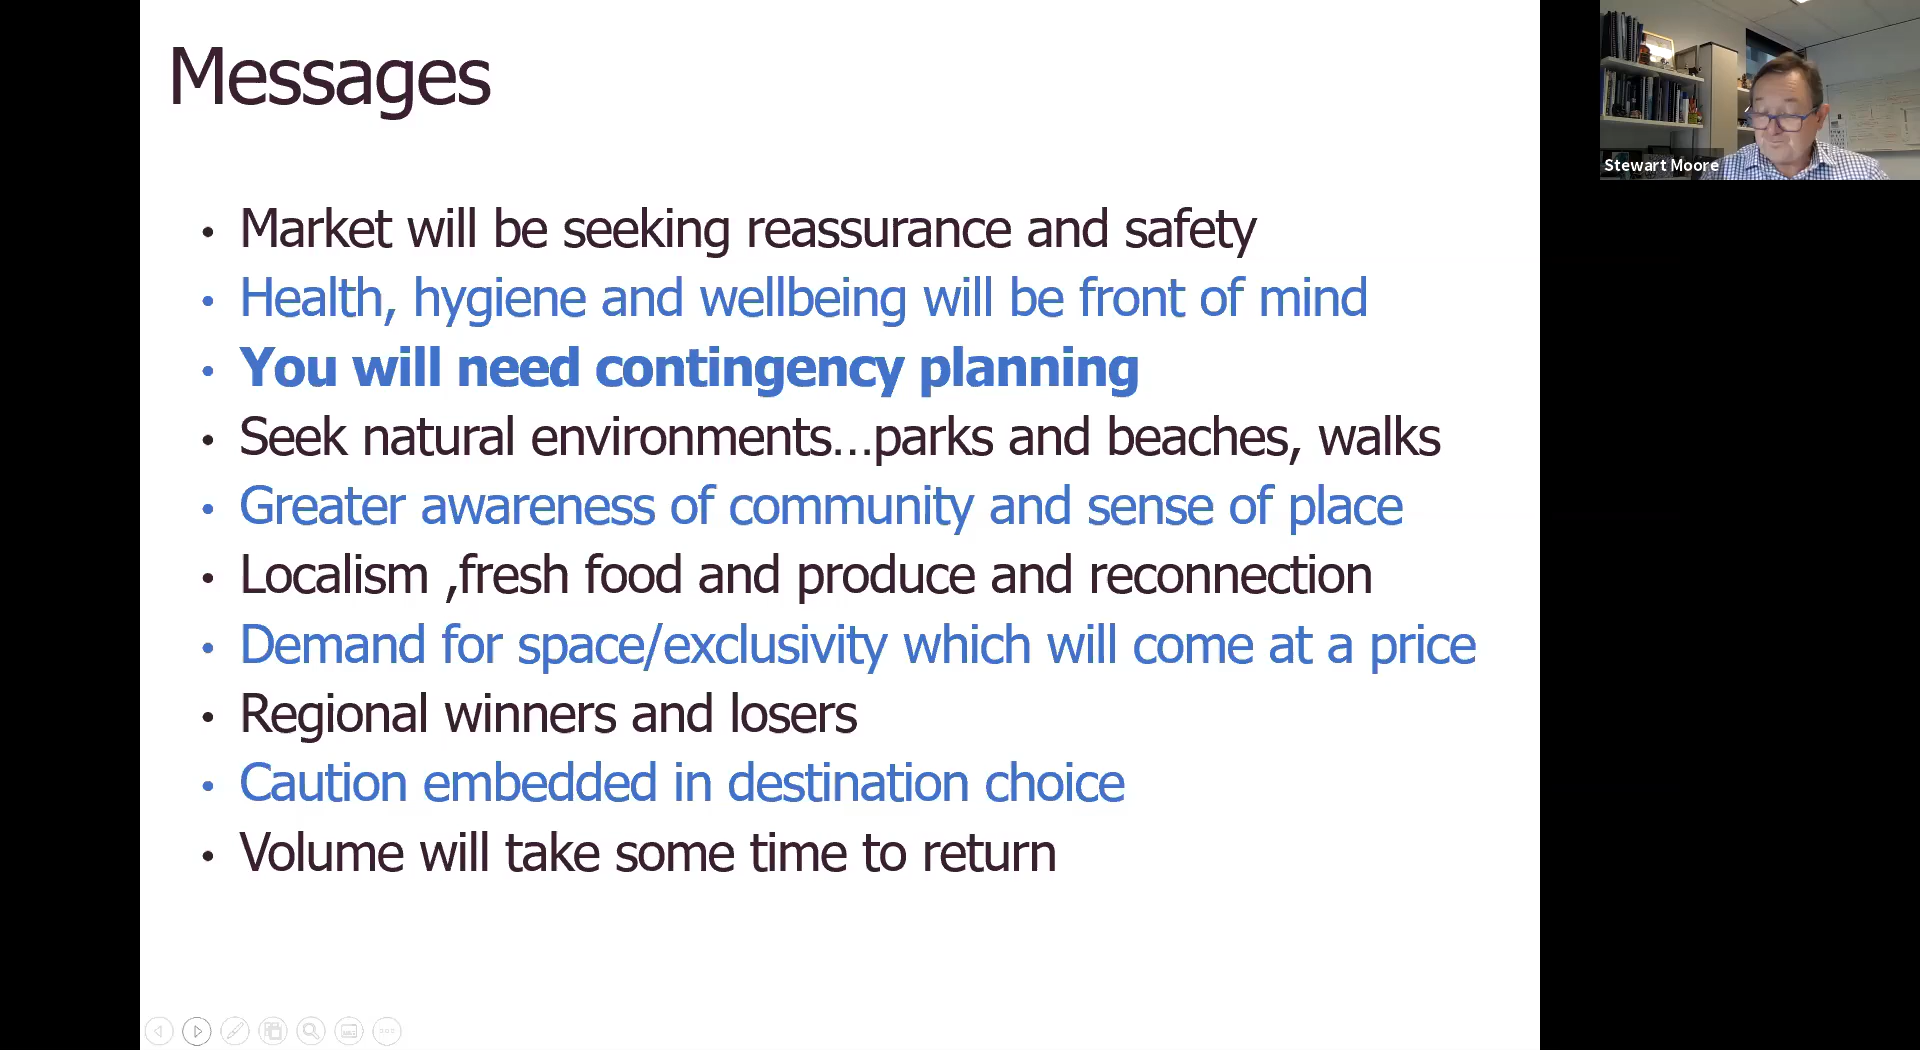 Messages
• Market will be seeking reassurance and safety
• Health, hygiene and wellbeing will be front of mind
• You will need contingency planning
• Seek natural environments...parks and beaches, walks
• Greater awareness of community and sense of place
• Localism ,fresh food and produce and reconnection
• Demand for space/exclusivity which will come at a price
• Regional winners and losers
• Caution embedded in destination choice
• Volume will take some time to return
Stewart Moore